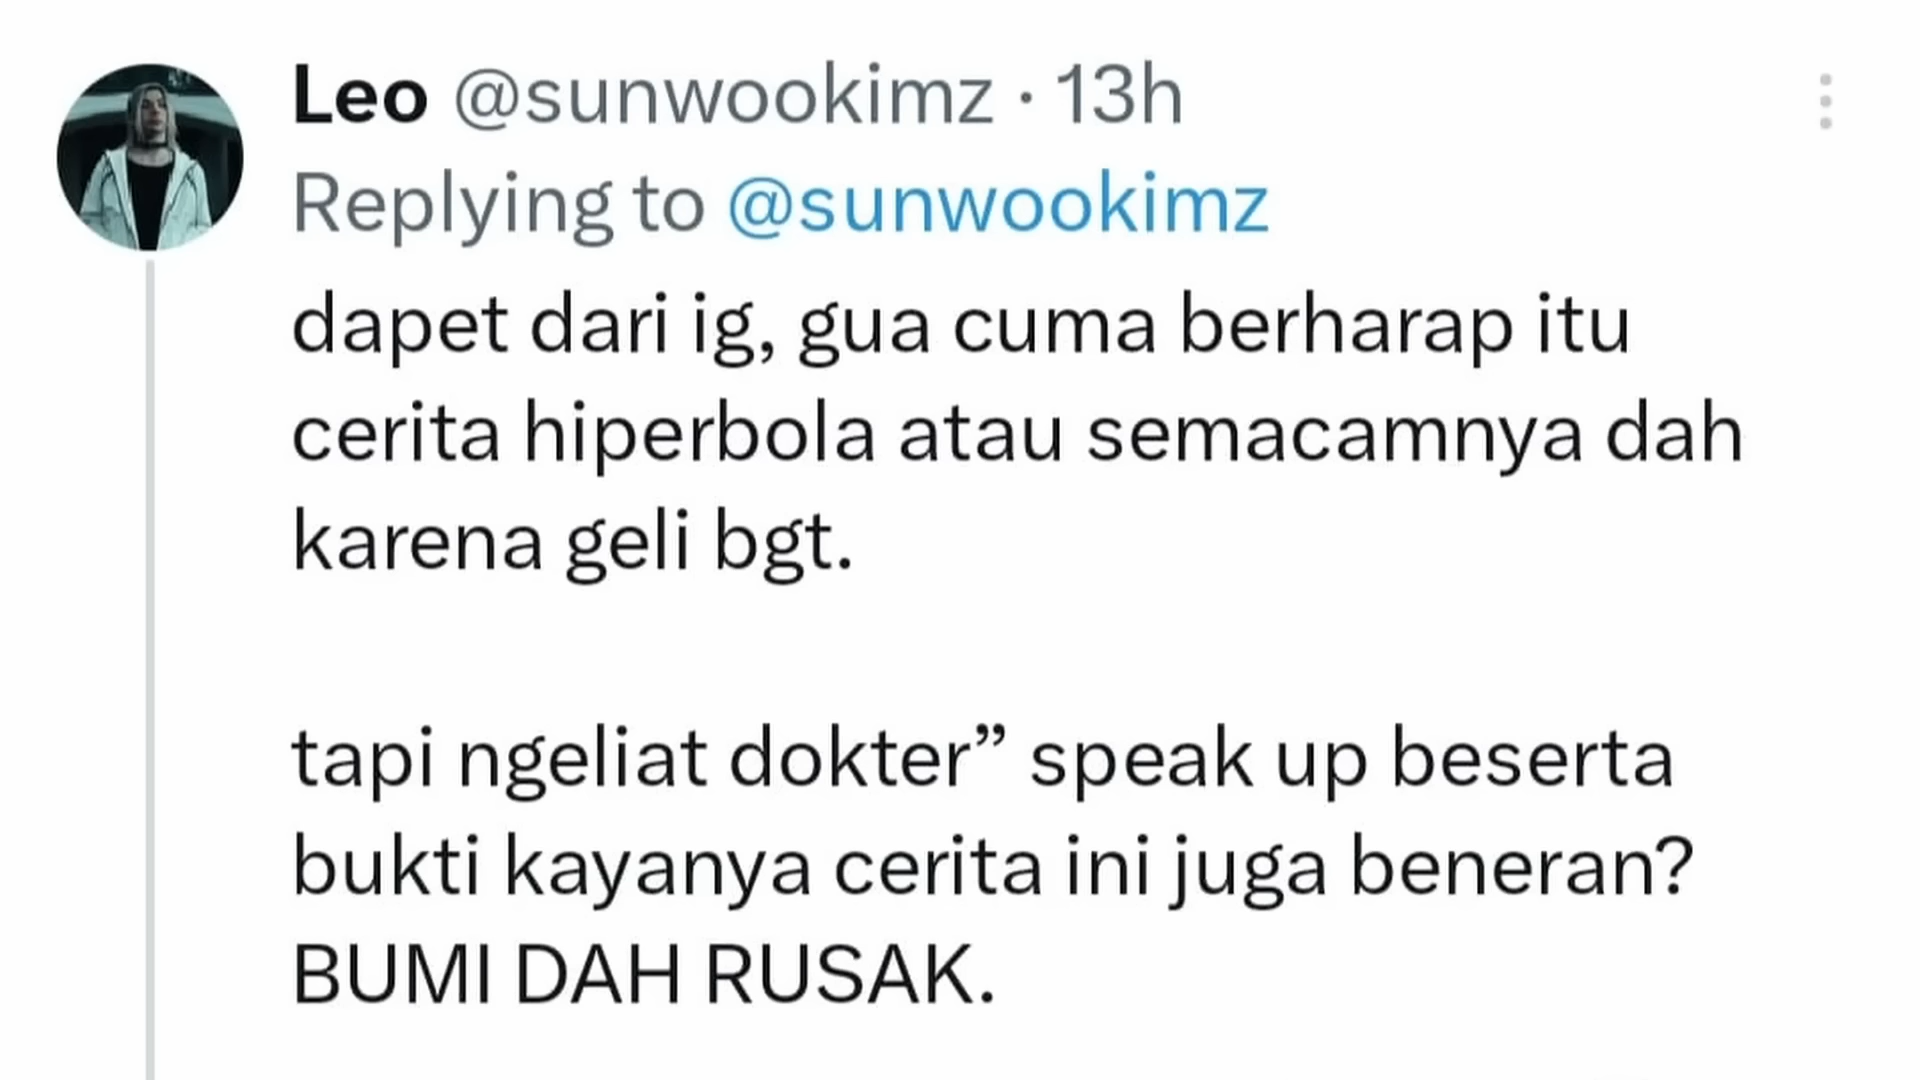 Leo @sunwookimz · 13h
Replying to @sunwookimz
dapet dari ig, gua cuma berharap itu
cerita hiperbola atau semacamnya dah
karena geli bgt.
tapi ngeliat dokter” speak up beserta
bukti kayanya cerita ini juga beneran?
BUMI DAH RUSAK.